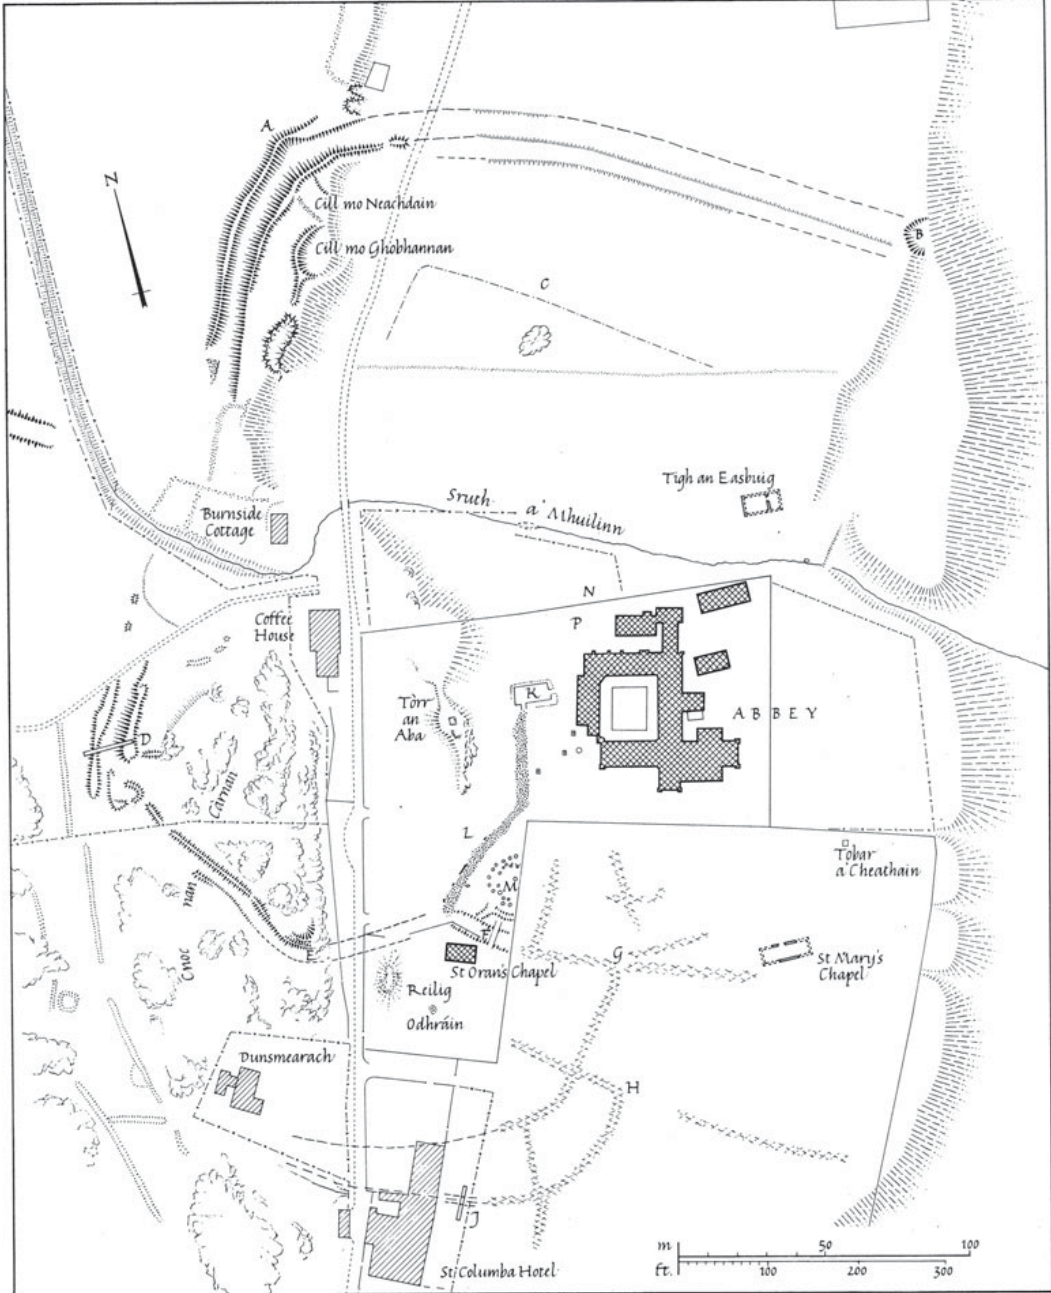 A
N
Cill mo Neachdain
B
Cill mo Ghobhannan
C
Tigh an Easbuig
Sruth a' Mhuilinn
Burnside
Cottage
N
P
Coffee
House
K
Tòrr
an
Aba
ABBEY
D
Càrnan
L
Tobar
a' Cheathain
M
nan
E
G
St Oran's Chapel
St Mary's
Chapel
Cnoc
Reilig
Odhráin
Dunsmearach
H
J
m 50 100
ft. 100 200 300
St Columba Hotel